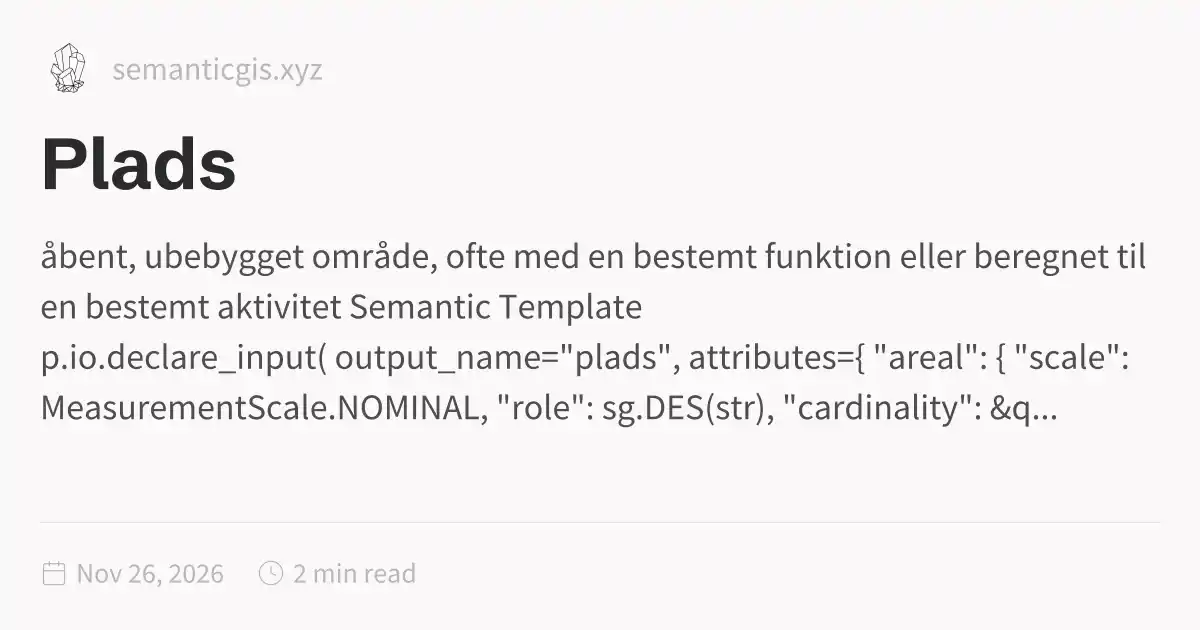 semanticgis.xyz
Plads
åbent, ubebygget område, ofte med en bestemt funktion eller beregnet til
en bestemt aktivitet Semantic Template
p.io.declare_input( output_name="plads", attributes={ "areal": { "scale":
MeasurementScale.NOMINAL, "role": sg.DES(str), "cardinality": &q...
Nov 26, 2026 2 min read